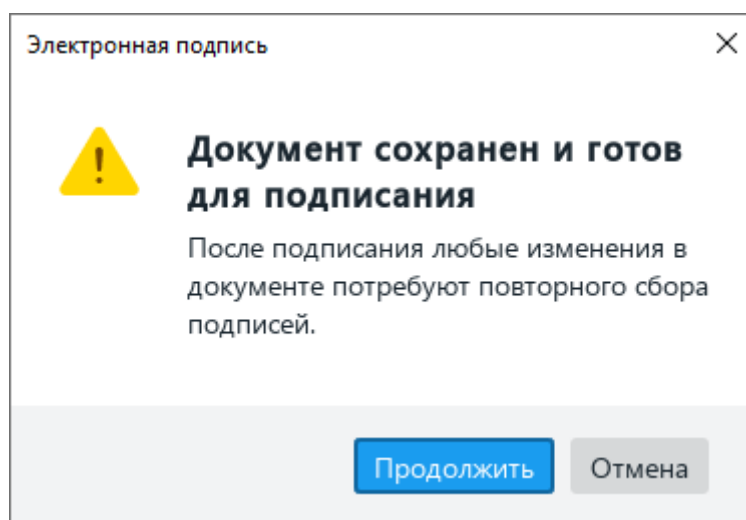 Электронная подпись
Документ сохранен и готов
для подписания
После подписания любые изменения в
документе потребуют повторного сбора
подписей.
Продолжить Отмена